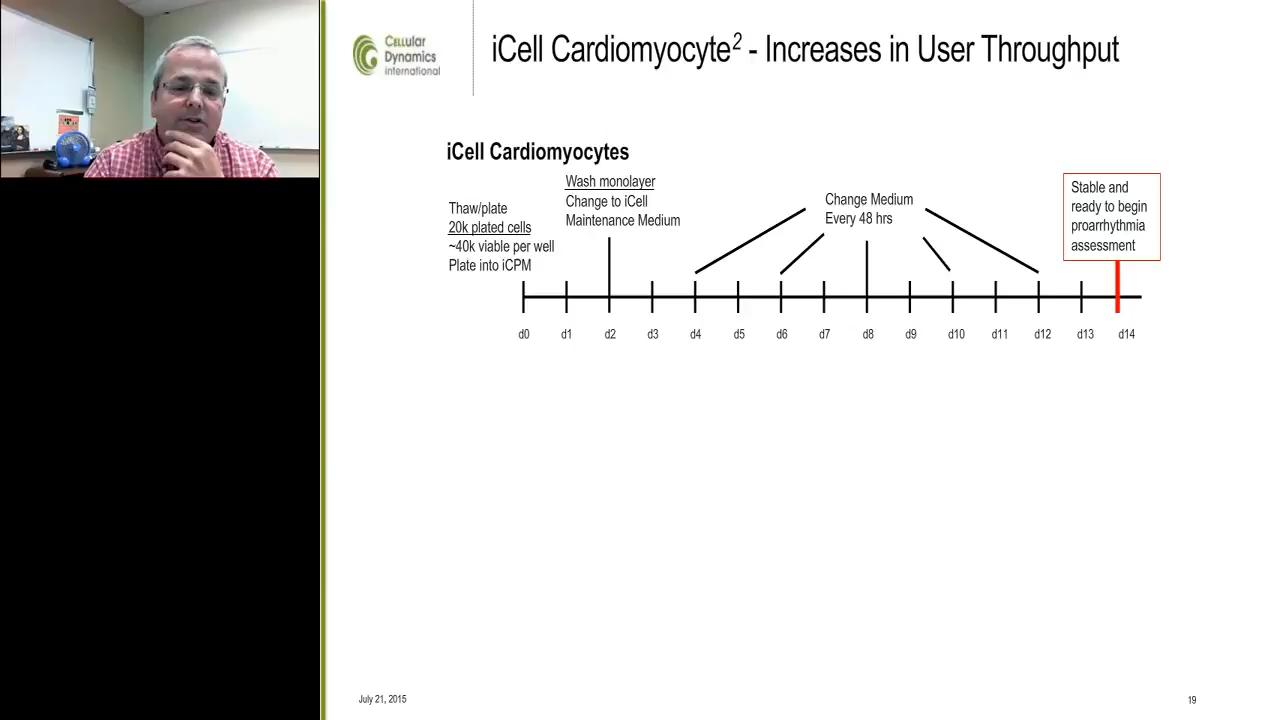 CELLular
Dynamics
international
iCell Cardiomyocyte² - Increases in User Throughput
iCell Cardiomyocytes
Thaw/plate
20k plated cells
~40k viable per well
Plate into iCPM
Wash monolayer
Change to iCell
Maintenance Medium
Change Medium
Every 48 hrs
Stable and
ready to begin
proarrhythmia
assessment
d0 d1 d2 d3 d4 d5 d6 d7 d8 d9 d10 d11 d12 d13 d14
July 21, 2015
19